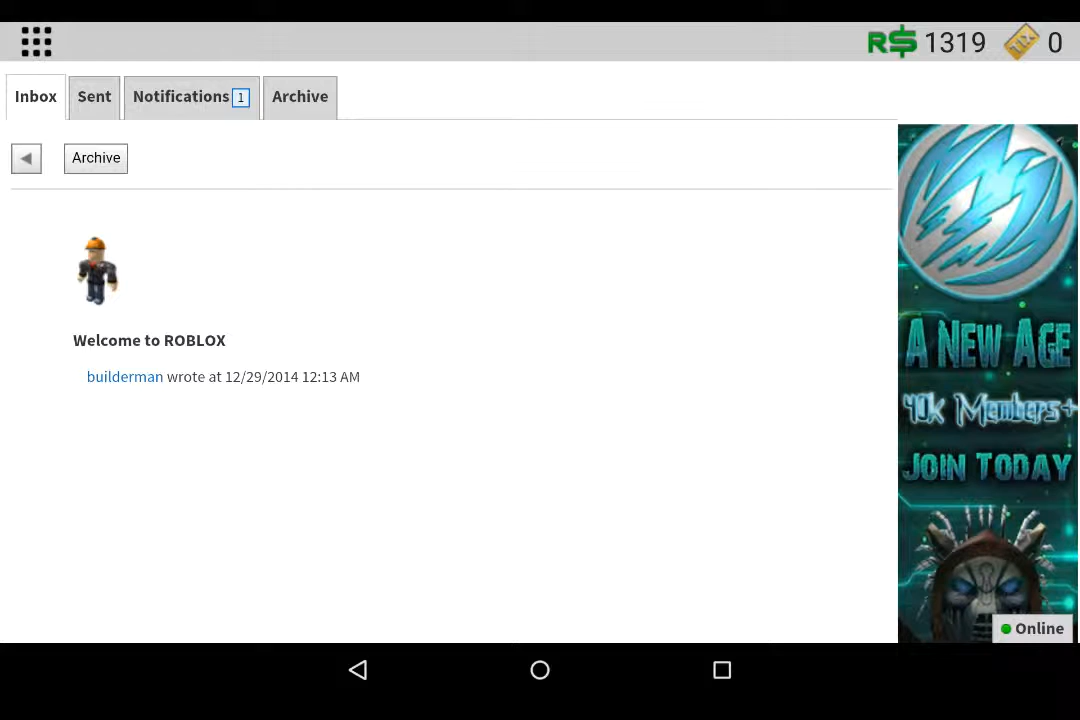 R$ 1319 TIX 0
Inbox Sent Notifications 1 Archive
Archive
Welcome to ROBLOX
builderman wrote at 12/29/2014 12:13 AM
A NEW AGE
40k Members+
JOIN TODAY
Online